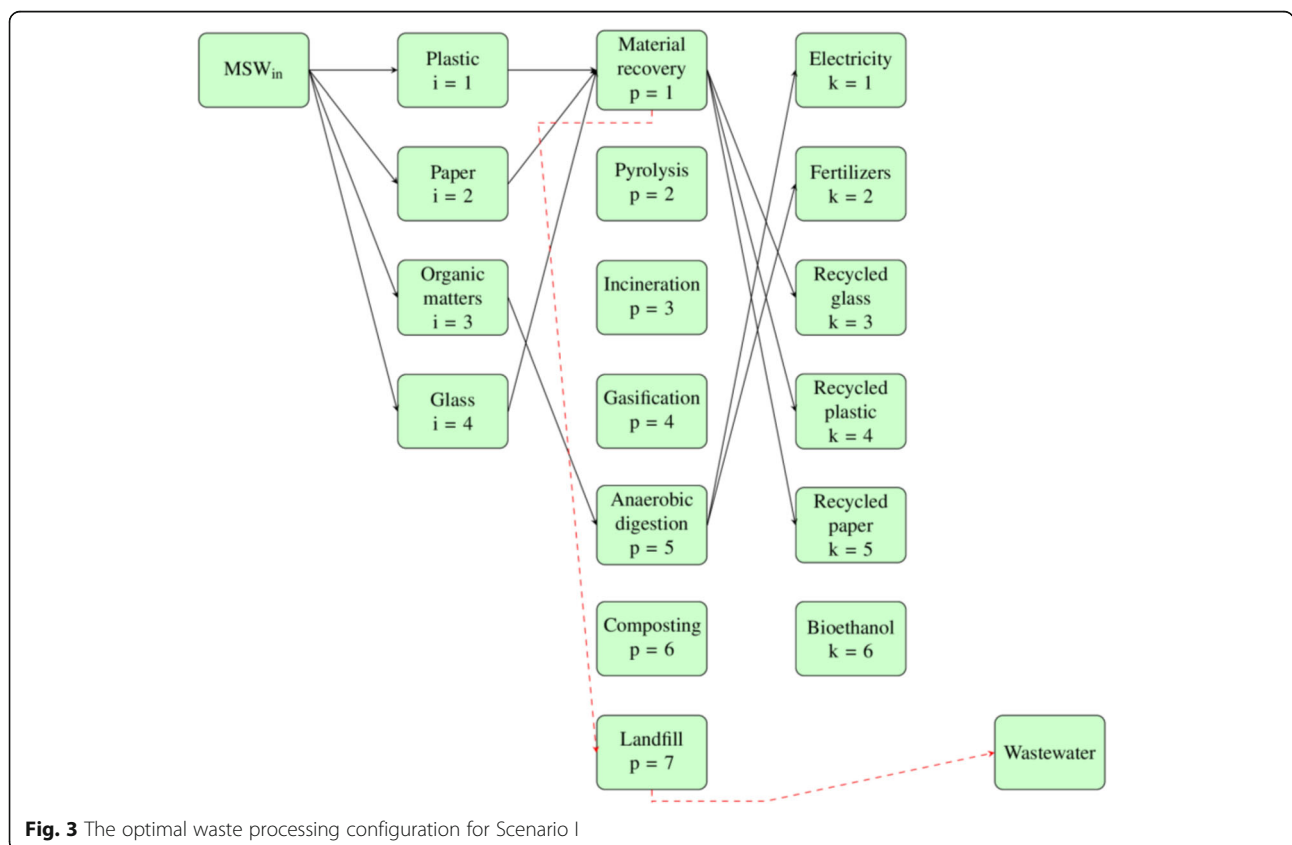 MSWin
Plastic
i = 1
Paper
i = 2
Organic
matters
i = 3
Glass
i = 4
Material
recovery
p = 1
Pyrolysis
p = 2
Incineration
p = 3
Gasification
p = 4
Anaerobic
digestion
p = 5
Composting
p = 6
Landfill
p = 7
Electricity
k = 1
Fertilizers
k = 2
Recycled
glass
k = 3
Recycled
plastic
k = 4
Recycled
paper
k = 5
Bioethanol
k = 6
Wastewater
Fig. 3 The optimal waste processing configuration for Scenario I